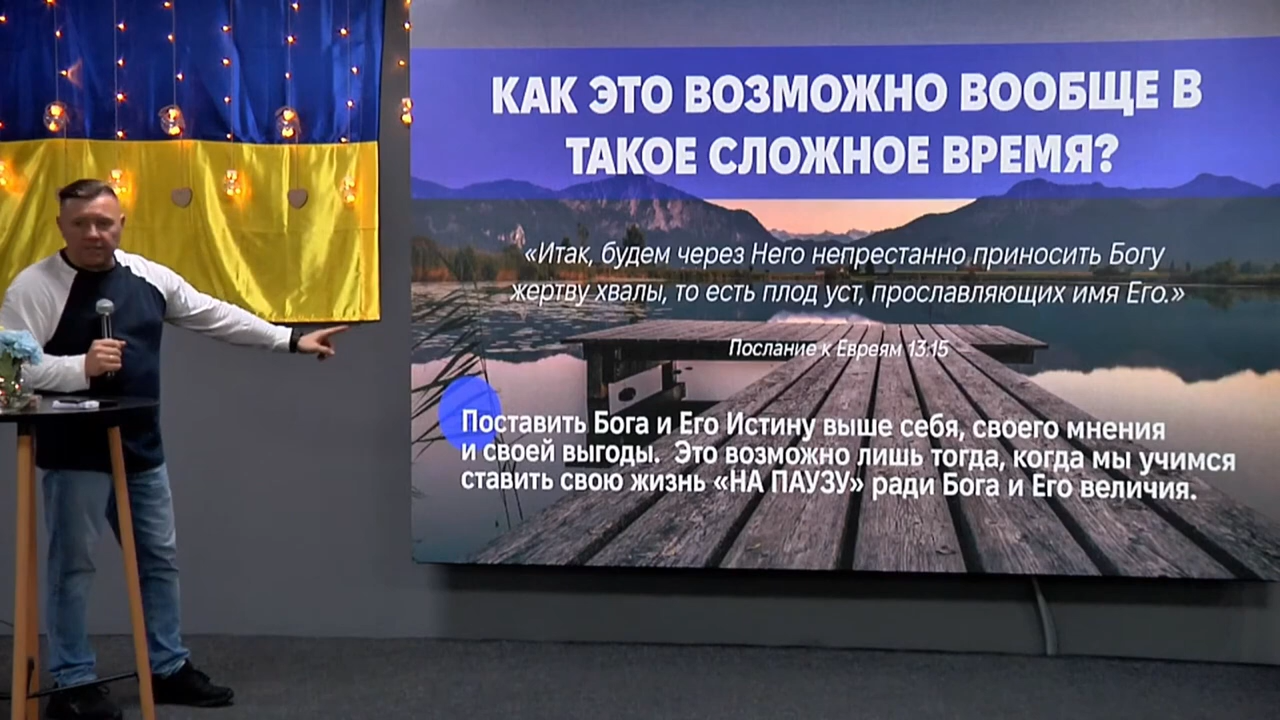 КАК ЭТО ВОЗМОЖНО ВООБЩЕ В
ТАКОЕ СЛОЖНОЕ ВРЕМЯ?
«Итак, будем через Него непрестанно приносить Богу
жертву хвалы, то есть плод уст, прославляющих имя Его.»
Послание к Евреям 13:15
Поставить Бога и Его Истину выше себя, своего мнения
и своей выгоды. Это возможно лишь тогда, когда мы учимся
ставить свою жизнь «НА ПАУЗУ» ради Бога и Его величия.